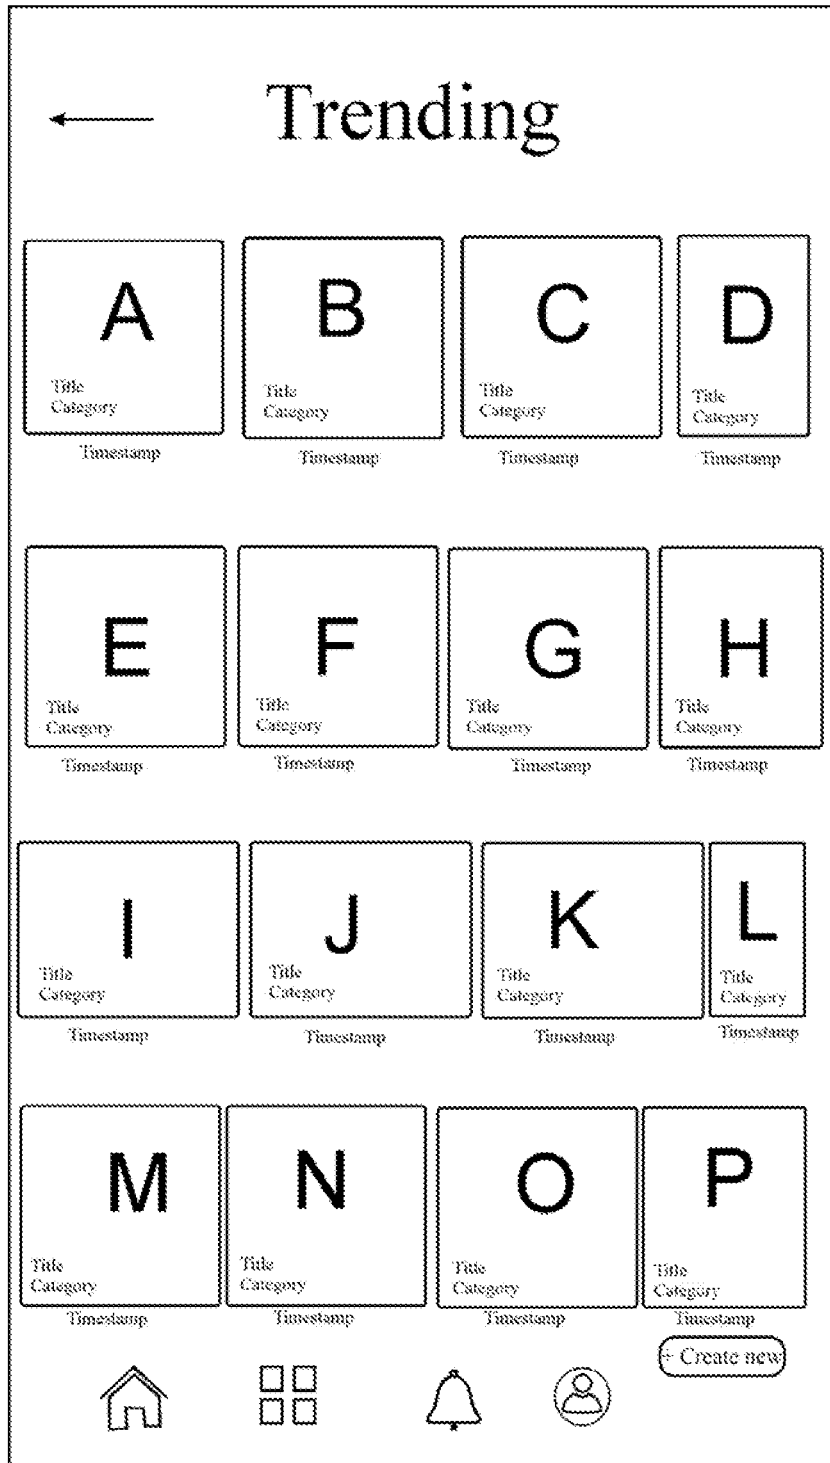 Trending
A B C D
Title Title Title Title
Category Category Category Category
Timestamp Timestamp Timestamp Timestamp
E F G H
Title Title Title Title
Category Category Category Category
Timestamp Timestamp Timestamp Timestamp
I J K L
Title Title Title Title
Category Category Category Category
Timestamp Timestamp Timestamp Timestamp
M N O P
Title Title Title Title
Category Category Category Category
Timestamp Timestamp Timestamp Timestamp
+ Create new